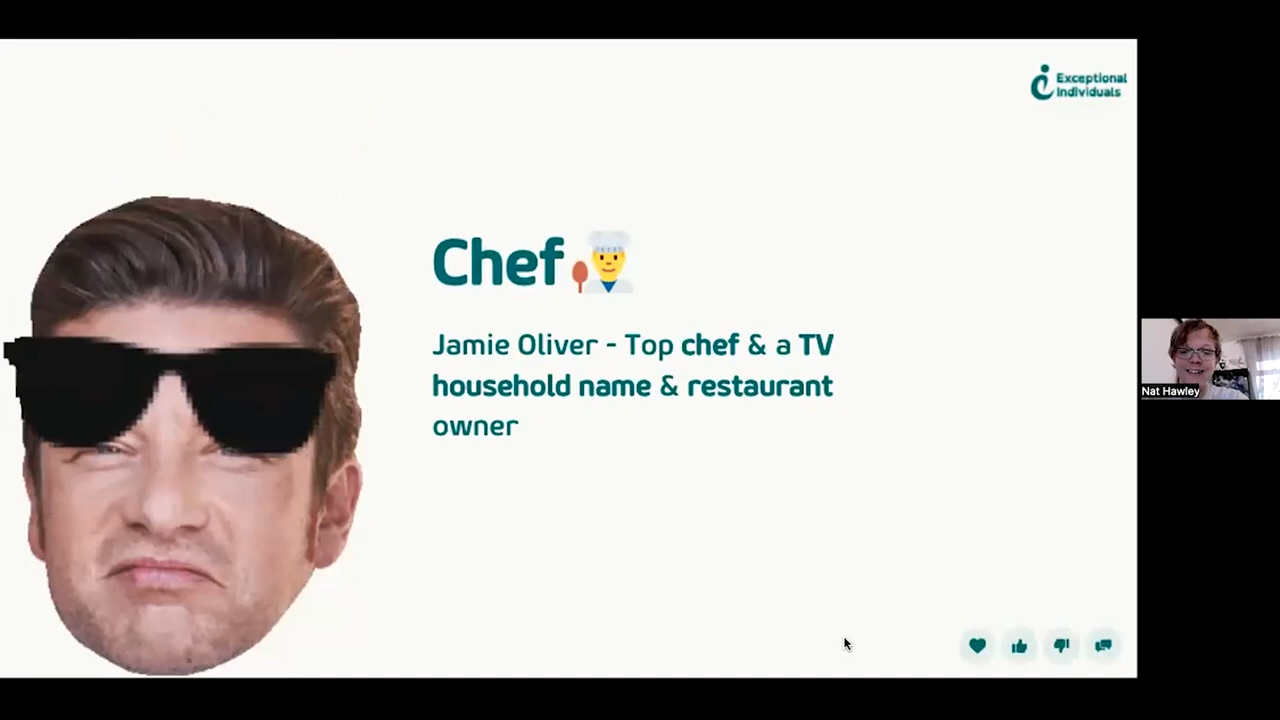 Exceptional
Individuals
Chef
Jamie Oliver - Top chef & a TV
household name & restaurant
owner
Nat Hawley